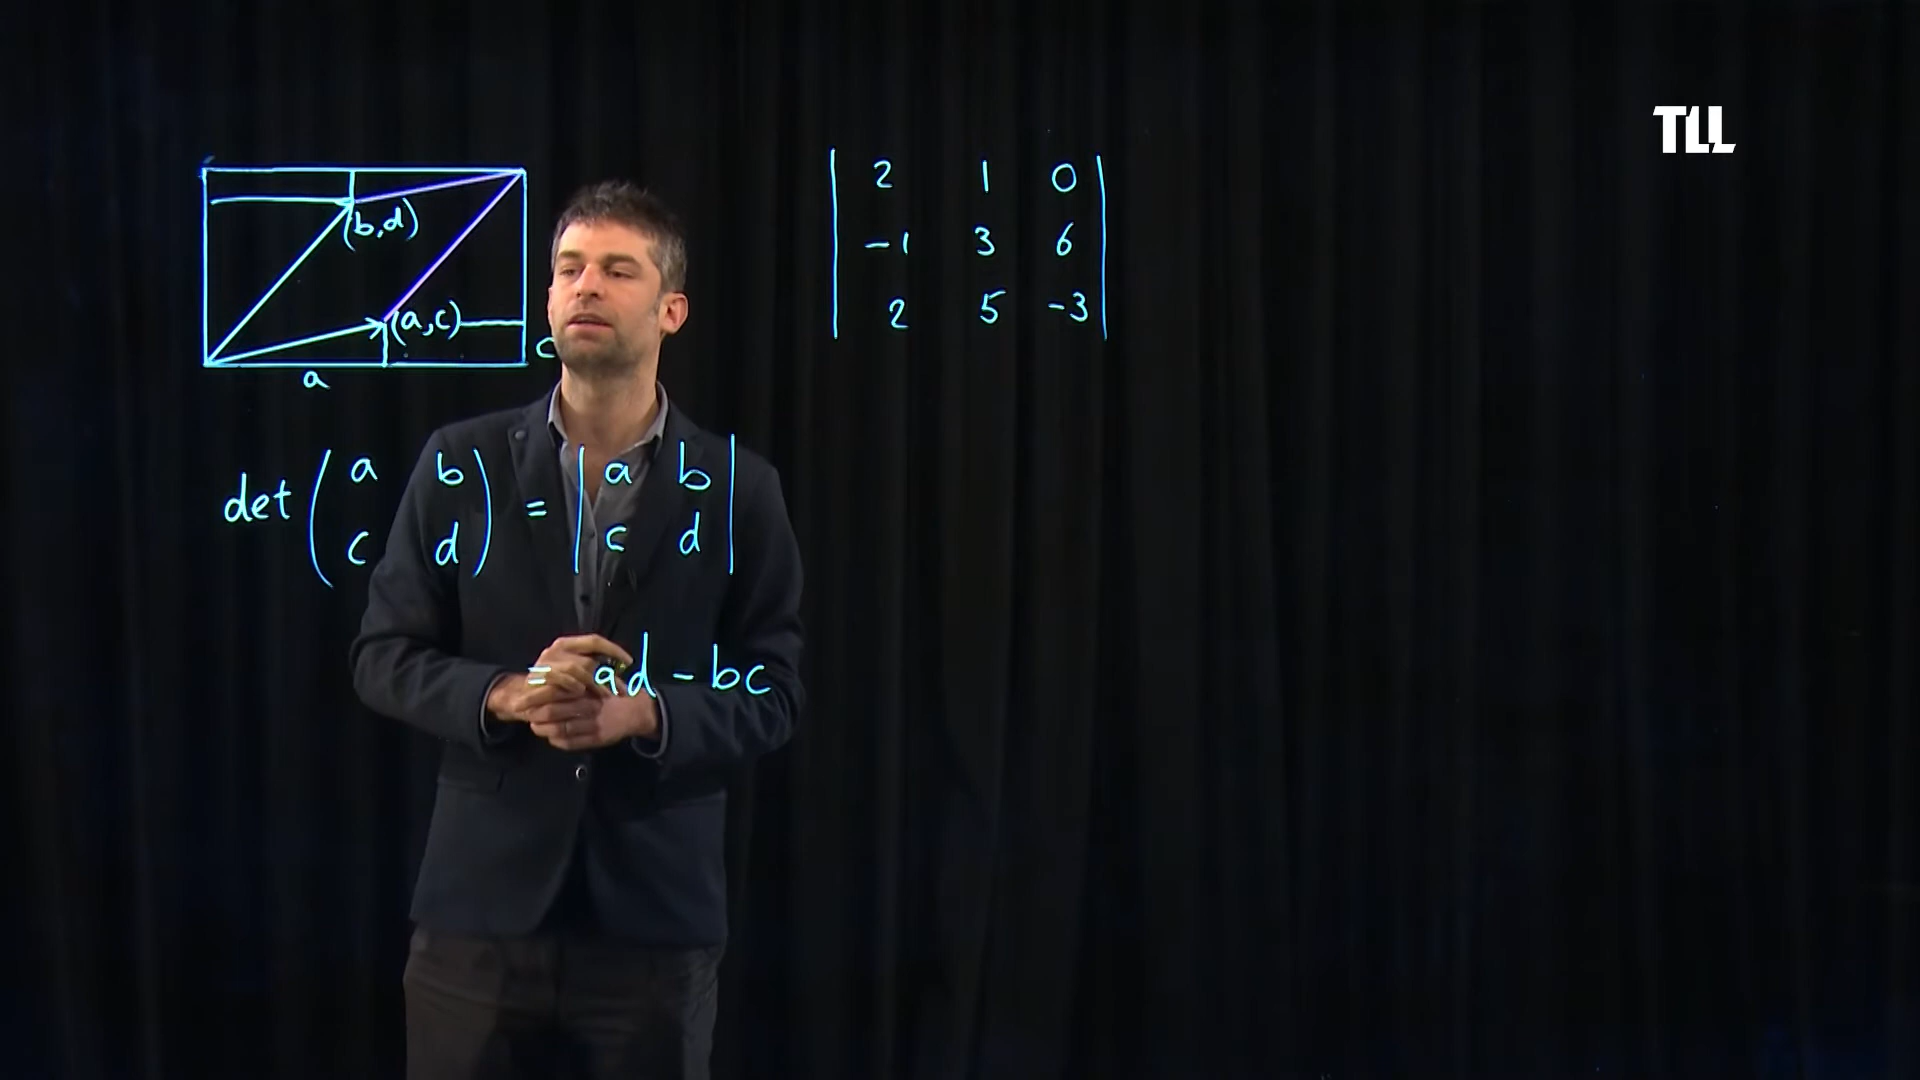 TLL
(b,d)
(a,c)
c
a
det ( a b ) = | a b |
c d c d
= ad - bc
| 2 1 0 |
-1 3 6
2 5 -3